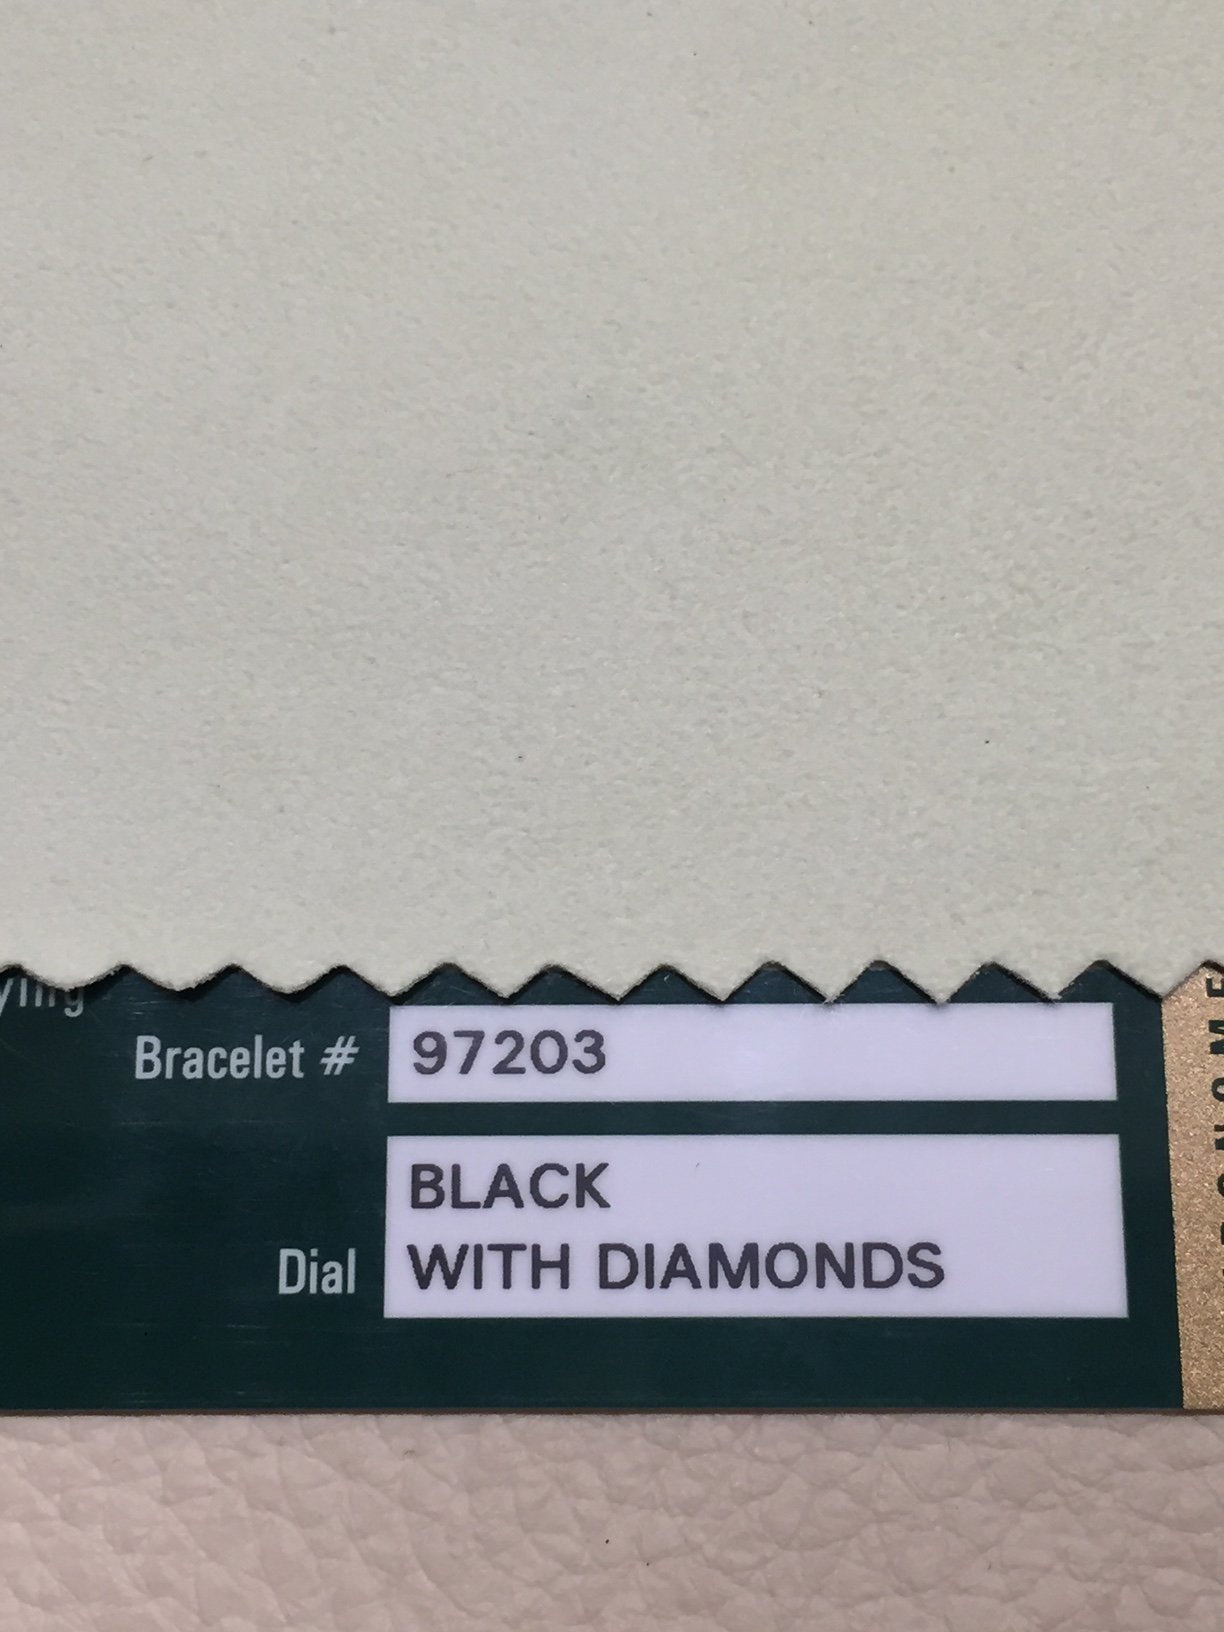 Bracelet # 97203
BLACK
Dial WITH DIAMONDS